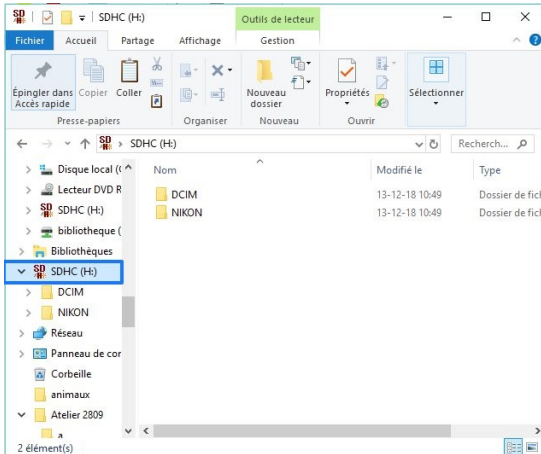 SDHC (H:)
Outils de lecteur
Fichier Accueil Partage Affichage Gestion
Épingler dans Accès rapide
Copier
Coller
Nouveau dossier
Propriétés
Sélectionner
Presse-papiers Organiser Nouveau Ouvrir
SDHC (H:)
Recherch...
Disque local (
Lecteur DVD R
SDHC (H:)
bibliotheque (
Bibliothèques
SDHC (H:)
DCIM
NIKON
Réseau
Panneau de cor
Corbeille
animaux
Atelier 2809
a
Nom Modifié le Type
DCIM 13-12-18 10:49 Dossier de fich
NIKON 13-12-18 10:49 Dossier de fich
2 élément(s)